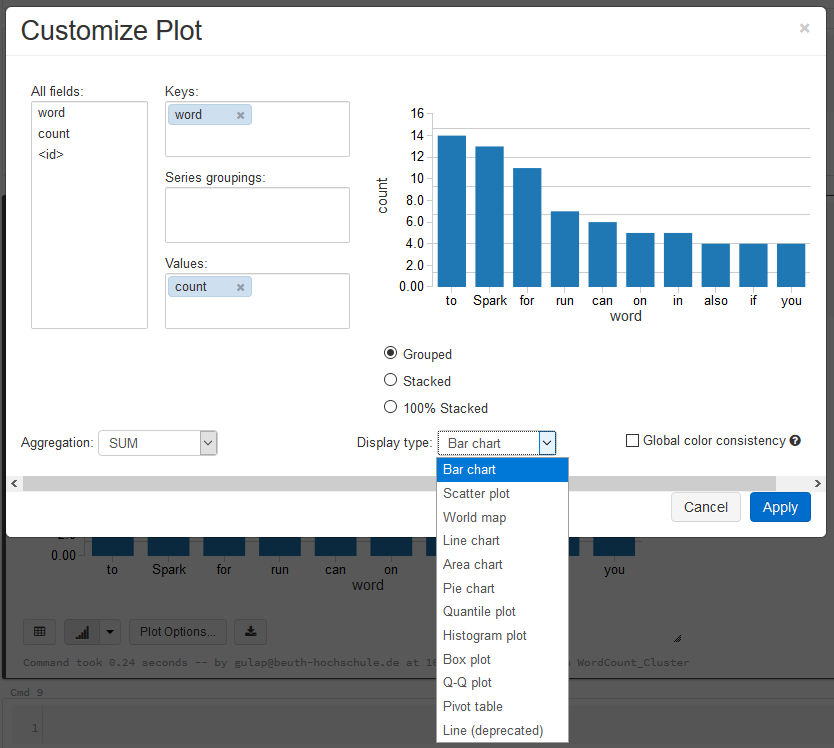 Customize Plot
×
All fields:
word
count
<id>
Keys:
word ×
Series groupings:
Values:
count ×
16
14
12
10
8.0
6.0
4.0
2.0
0.00
count
to Spark for run can on in also if you
word
Grouped
Stacked
100% Stacked
Aggregation: SUM
Display type: Bar chart
Global color consistency ?
Bar chart
Scatter plot
World map
Line chart
Area chart
Pie chart
Quantile plot
Histogram plot
Box plot
Q-Q plot
Pivot table
Line (deprecated)
Cancel Apply
0.00
to Spark for run can on you
word
Plot Options...
Command took 0.24 seconds -- by gulap@beuth-hochschule.de at WordCount_Cluster
Cmd 9
1